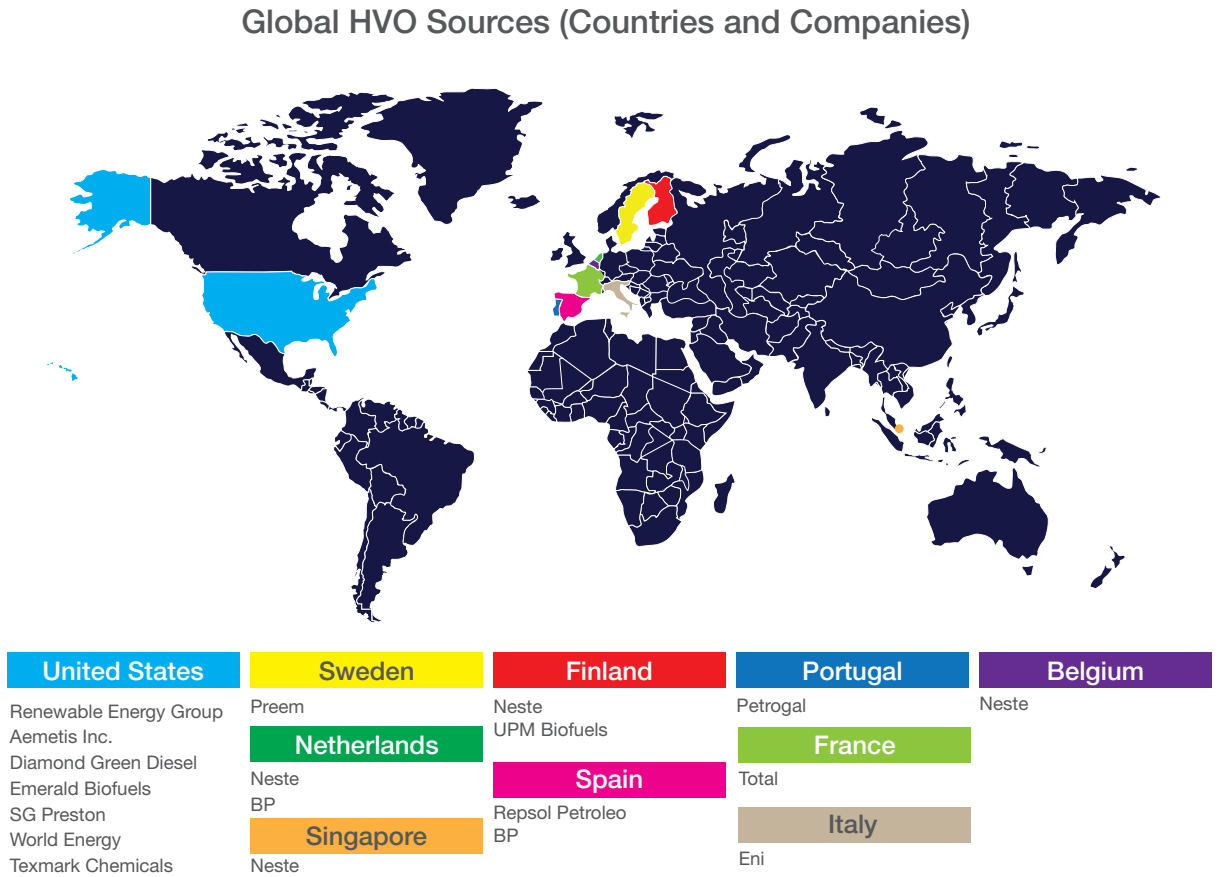 Global HVO Sources (Countries and Companies)
United States
Renewable Energy Group
Aemetis Inc.
Diamond Green Diesel
Emerald Biofuels
SG Preston
World Energy
Texmark Chemicals
Sweden
Preem
Netherlands
Neste
BP
Singapore
Neste
Finland
Neste
UPM Biofuels
Spain
Repsol Petroleo
BP
Portugal
Petrogal
France
Total
Italy
Eni
Belgium
Neste